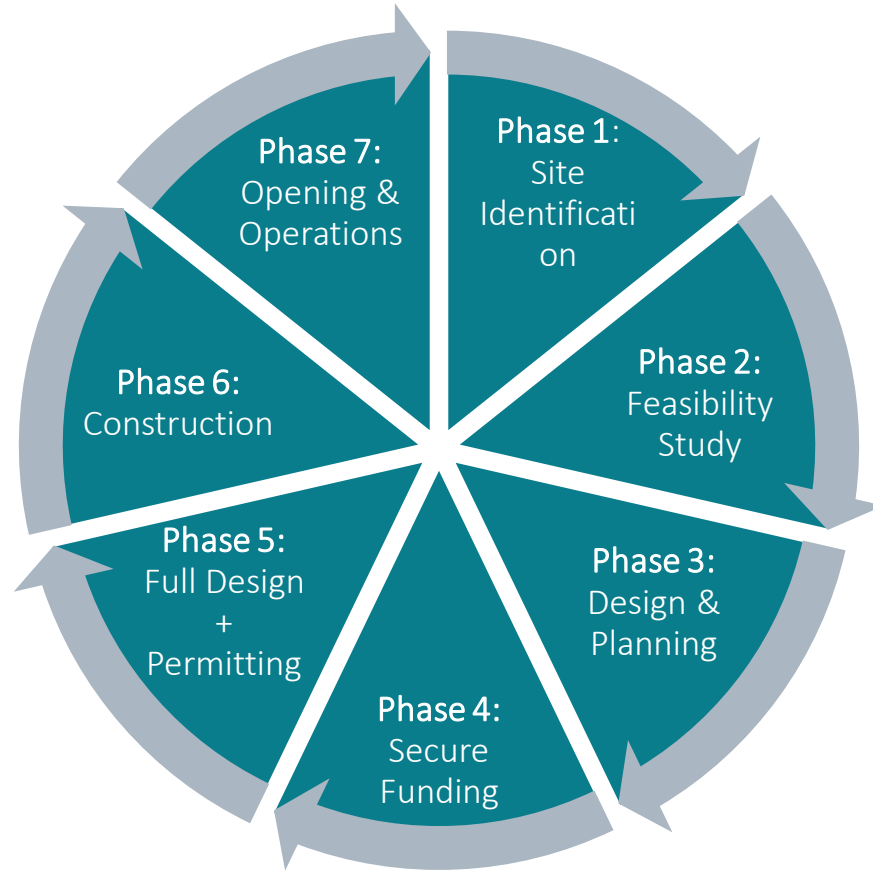 Phase 1:
Site
Identificati
on
Phase 2:
Feasibility
Study
Phase 3:
Design &
Planning
Phase 4:
Secure
Funding
Phase 5:
Full Design
+
Permitting
Phase 6:
Construction
Phase 7:
Opening &
Operations